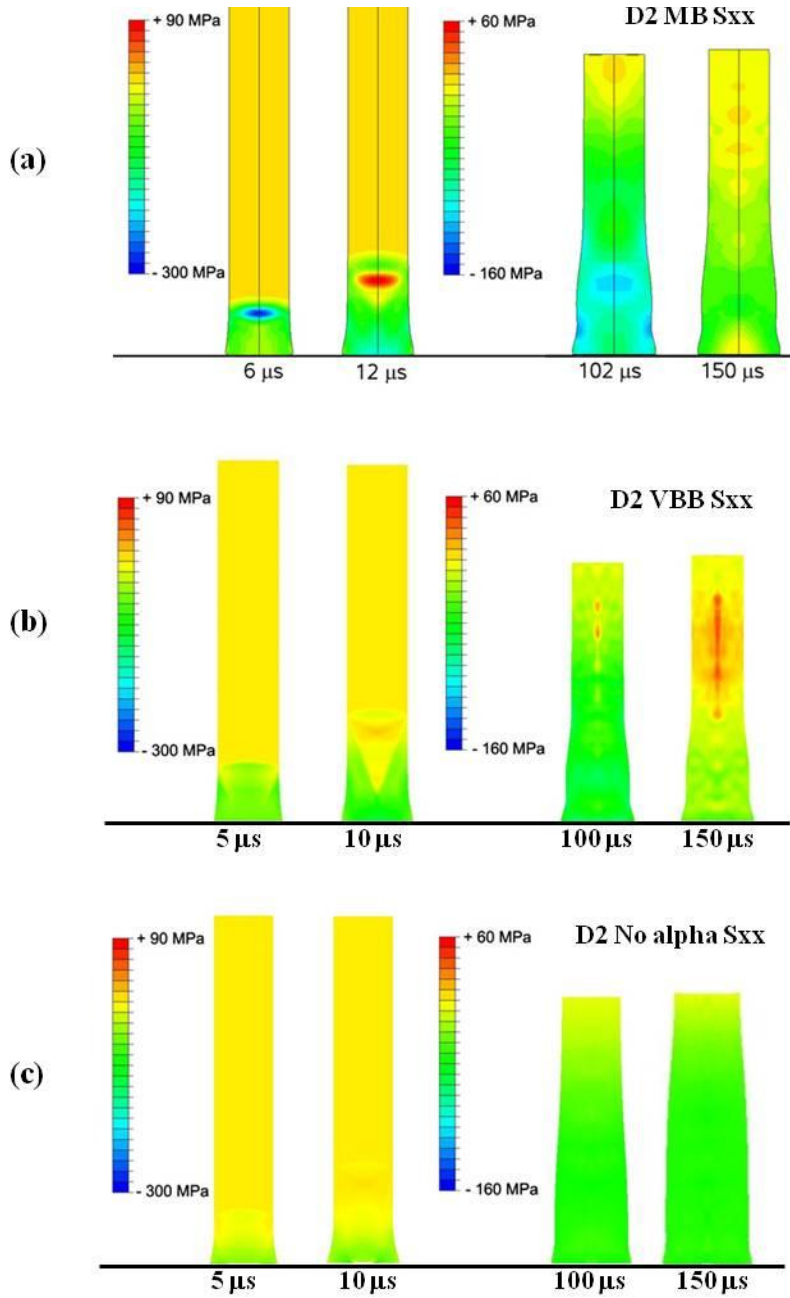 + 90 MPa
+ 60 MPa
D2 MB Sxx
(a)
- 300 MPa
- 160 MPa
6 μs
12 μs
102 μs
150 μs
+ 90 MPa
+ 60 MPa
D2 VBB Sxx
(b)
- 300 MPa
- 160 MPa
5 μs
10 μs
100 μs
150 μs
+ 90 MPa
+ 60 MPa
D2 No alpha Sxx
(c)
- 300 MPa
- 160 MPa
5 μs
10 μs
100 μs
150 μs